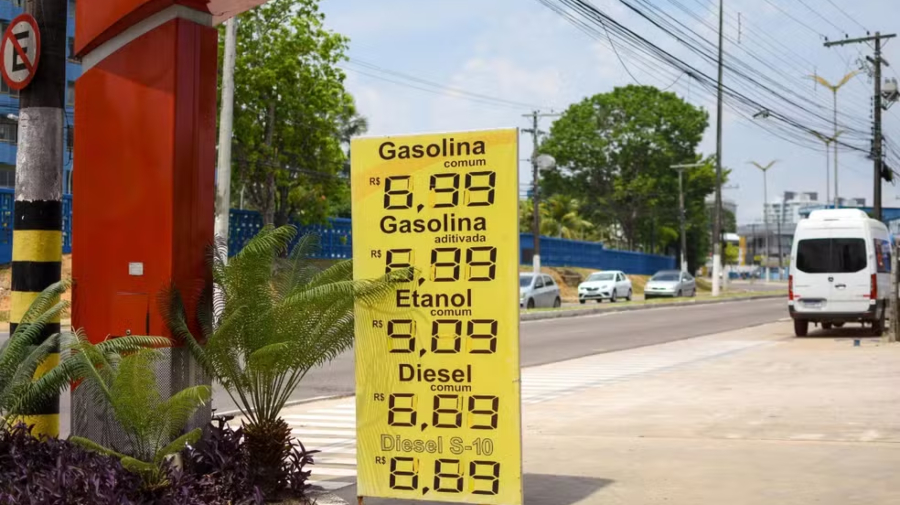 Gasolina
comum
R$ 6,99
Gasolina
aditivada
R$ 6,99
Etanol
comum
R$ 5,09
Diesel
comum
R$ 6,69
Diesel S-10
R$ 6,69